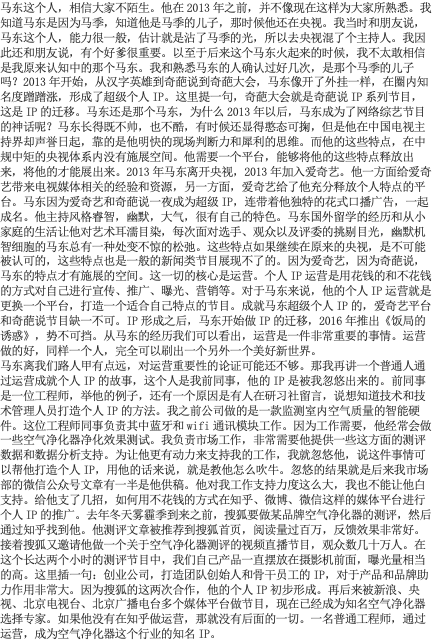 马东这个人，相信大家不陌生。他在 2013 年之前，并不像现在这样为大家所熟悉。我
知道马东是因为马季，知道他是马季的儿子，那时候他还在央视。我当时和朋友说，
马东这个人，能力很一般，估计就是沾了马季的光，所以去央视混了个主持人。我因
此还和朋友说，有个好爹很重要。以至于后来这个马东火起来的时候，我不太敢相信
是我原来认知中的那个马东。我和熟悉马东的人确认过好几次，是那个马季的儿子
吗？2013 年开始，从汉字英雄到奇葩说到奇葩大会，马东像开了外挂一样，在圈内知
名度蹭蹭涨，形成了超级个人 IP。这里提一句，奇葩大会就是奇葩说 IP 系列节目，
这是 IP 的迁移。马东还是那个马东，为什么 2013 年以后，马东成为了网络综艺节目
的神话呢？马东长得既不帅，也不酷，有时候还显得憨态可掬，但是他在中国电视主
持界却声誉日起，靠的是他明快的现场判断力和犀利的思维。而他的这些特点，在中
规中矩的央视体系内没有施展空间。他需要一个平台，能够将他的这些特点释放出
来，将他的才能展出来。2013 年马东离开央视，2013 年加入爱奇艺。他一方面给爱奇
艺带来电视媒体相关的经验和资源，另一方面，爱奇艺给了他充分释放个人特点的平
台。马东因为爱奇艺和奇葩说一夜成为超级 IP，连带着他独特的花式口播广告，一起
成名。他主持风格睿智，幽默，大气，很有自己的特色。马东国外留学的经历和从小
家庭的生活让他对艺术耳濡目染，每次面对选手、观众以及评委的挑剔目光，幽默机
智细胞的马东总有一种处变不惊的松弛。这些特点如果继续在原来的央视，是不可能
被认可的，这些特点也是一般的新闻类节目展现不了的。因为爱奇艺，因为奇葩说，
马东的特点才有施展的空间。这一切的核心是运营。个人 IP 运营是用花钱的和不花钱
的方式对自己进行宣传、推广、曝光、营销等。对于马东来说，他的个人 IP 运营就是
更换一个平台，打造一个适合自己特点的节目。成就马东超级个人 IP 的，爱奇艺平台
和奇葩说节目缺一不可。IP 形成之后，马东开始做 IP 的迁移，2016 年推出《饭局的
诱惑》，势不可挡。从马东的经历我们可以看出，运营是一件非常重要的事情。运营
做的好，同样一个人，完全可以刷出一个另外一个美好新世界。
马东离我们路人甲有点远，对运营重要性的论证可能还不够。那我再讲一个普通人通
过运营成就个人 IP 的故事，这个人是我前同事，他的 IP 是被我忽悠出来的。前同事
是一位工程师，举他的例子，还有一个原因是有人在研习社留言，说想知道技术和技
术管理人员打造个人 IP 的方法。我之前公司做的是一款监测室内空气质量的智能硬
件。这位工程师同事负责其中蓝牙和 wifi 通讯模块工作。因为工作需要，他经常会做
一些空气净化器净化效果测试。我负责市场工作，非常需要他提供一些这方面的测评
数据和数据分析支持。为让他更有动力来支持我的工作，我就忽悠他，说这件事情可
以帮他打造个人 IP，用他的话来说，就是教他怎么吹牛。忽悠的结果就是后来我市场
部的微信公众号文章有一半是他供稿。他对我工作支持力度这么大，我也不能让他白
支持。给他支了几招，如何用不花钱的方式在知乎、微博、微信这样的媒体平台进行
个人 IP 的推广。去年冬天雾霾季到来之前，搜狐要做某品牌空气净化器的测评，然后
通过知乎找到他。他测评文章被推荐到搜狐首页，阅读量过百万，反馈效果非常好。
接着搜狐又邀请他做一个关于空气净化器测评的视频直播节目，观众数几十万人。在
这个长达两个小时的测评节目中，我们自己产品一直摆放在摄影机前面，曝光量相当
的高。这里插一句：创业公司，打造团队创始人和骨干员工的 IP，对于产品和品牌助
力作用非常大。因为搜狐的这两次合作，他的个人 IP 初步形成。再后来被新浪、央
视、北京电视台、北京广播电台多个媒体平台做节目，现在已经成为知名空气净化器
选择专家。如果他没有在知乎做运营，那就没有后面的一切。一名普通工程师，通过
运营，成为空气净化器这个行业的知名 IP。